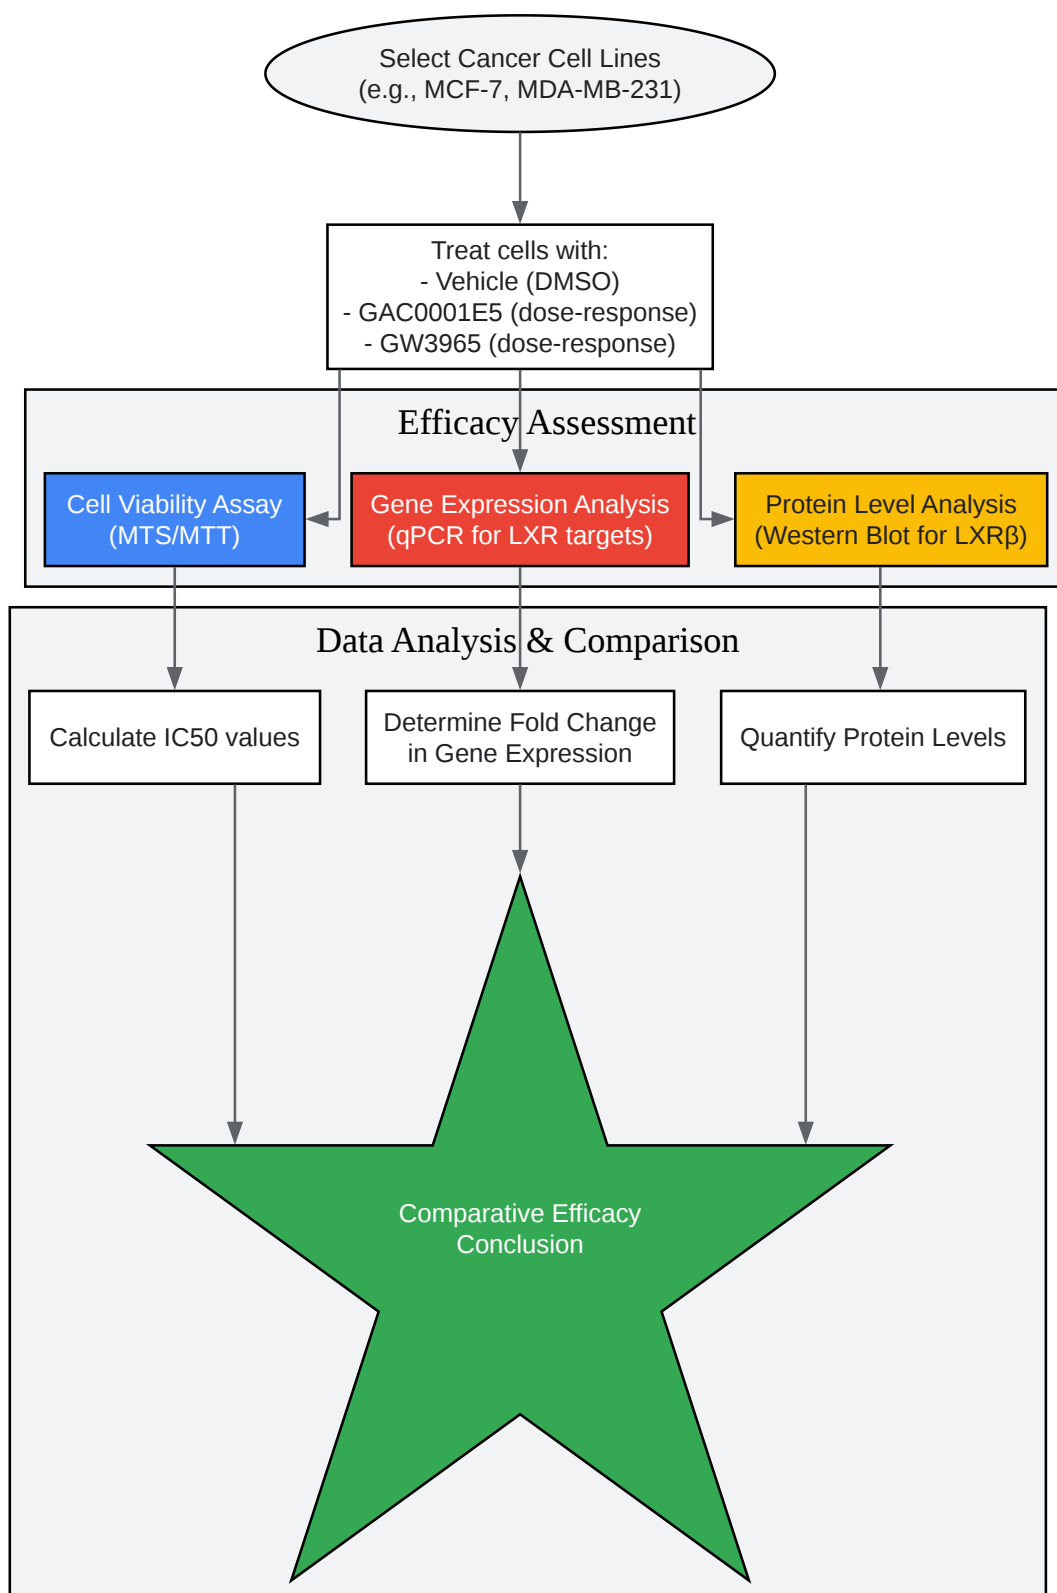 Select Cancer Cell Lines
(e.g., MCF-7, MDA-MB-231)
Treat cells with:
- Vehicle (DMSO)
- GAC0001E5 (dose-response)
- GW3965 (dose-response)
Efficacy Assessment
Cell Viability Assay
(MTS/MTT)
Gene Expression Analysis
(qPCR for LXR targets)
Protein Level Analysis
(Western Blot for LXRβ)
Data Analysis & Comparison
Calculate IC50 values
Determine Fold Change
in Gene Expression
Quantify Protein Levels
Comparative Efficacy
Conclusion